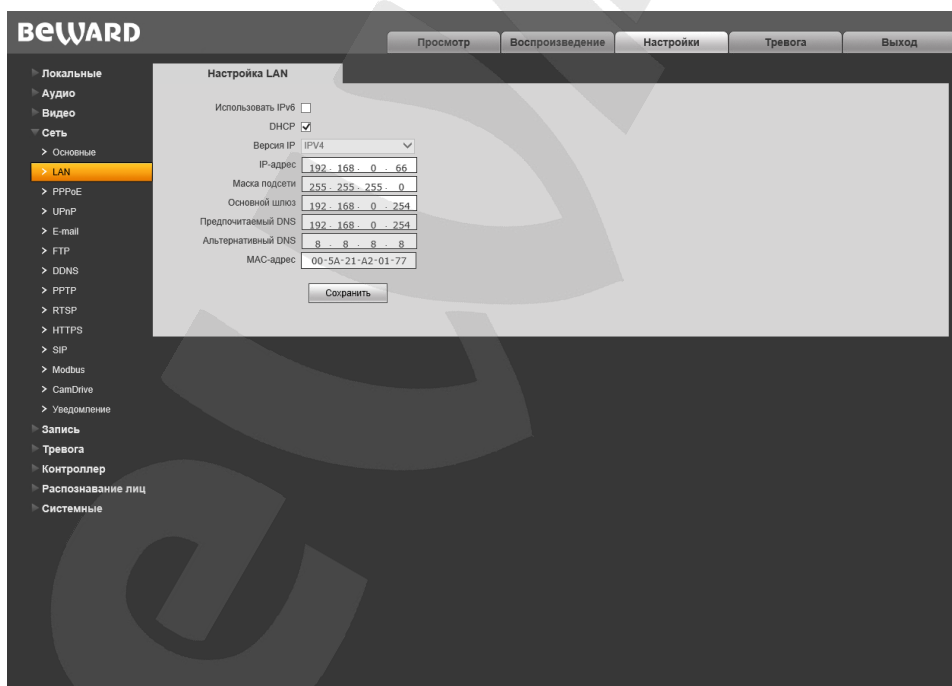 BEWARD
Просмотр
Воспроизведение
Настройки
Тревога
Выход
Локальные
Аудио
Видео
Сеть
Основные
LAN
PPPoE
UPnP
E-mail
FTP
DDNS
PPTP
RTSP
HTTPS
SIP
Modbus
CamDrive
Уведомление
Запись
Тревога
Контроллер
Распознавание лиц
Системные
Настройка LAN
Использовать IPv6
DHCP
Версия IP IPV4
IP-адрес 192 . 168 . 0 . 66
Маска подсети 255 . 255 . 255 . 0
Основной шлюз 192 . 168 . 0 . 254
Предпочитаемый DNS 192 . 168 . 0 . 254
Альтернативный DNS 8 . 8 . 8 . 8
MAC-адрес 00-5A-21-A2-01-77
Сохранить